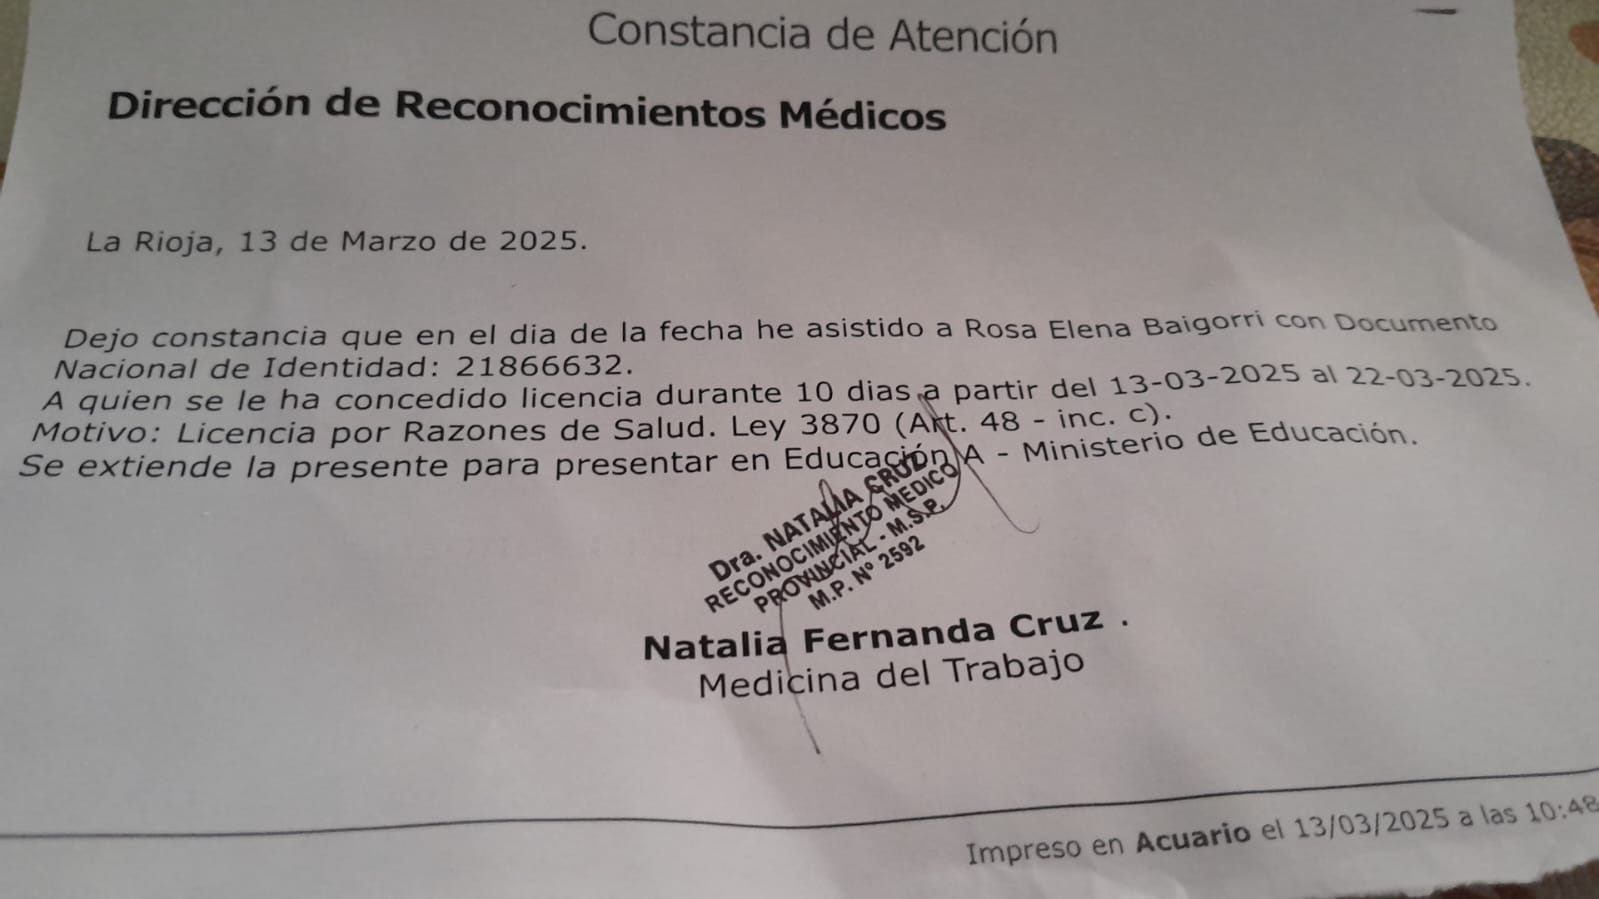 Constancia de Atención
Dirección de Reconocimientos Médicos
La Rioja, 13 de Marzo de 2025.
Dejo constancia que en el dia de la fecha he asistido a Rosa Elena Baigorri con Documento
Nacional de Identidad: 21866632.
A quien se le ha concedido licencia durante 10 dias a partir del 13-03-2025 al 22-03-2025.
Motivo: Licencia por Razones de Salud. Ley 3870 (Art. 48 - inc. c).
Se extiende la presente para presentar en Educación A - Ministerio de Educación.
Dra. NATALIA CRUZ
RECONOCIMIENTO MEDICO
PROVINCIAL - M.S.P.
M.P. Nº 2592
Natalia Fernanda Cruz .
Medicina del Trabajo
Impreso en Acuario el 13/03/2025 a las 10:48